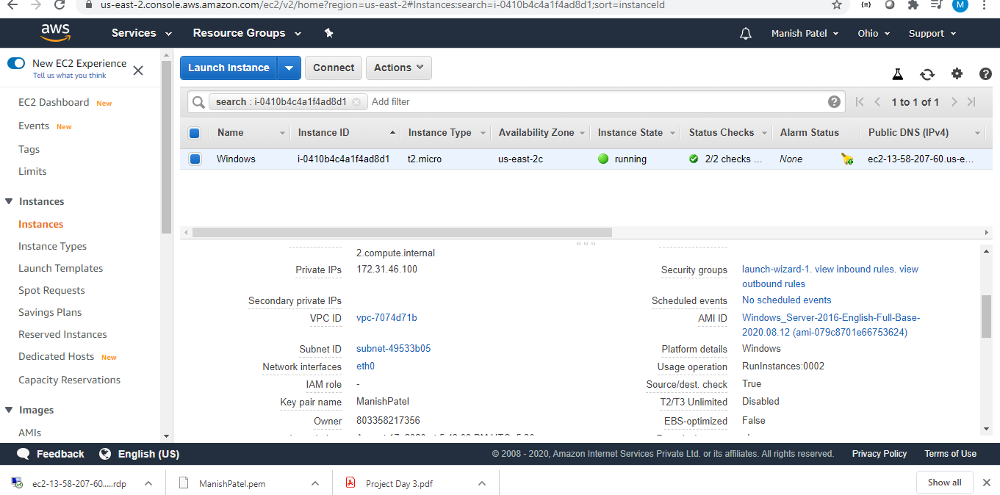 us-east-2.console.aws.amazon.com/ec2/v2/home?region=us-east-2#Instances:search=i-0410b4c4a1f4ad8d1;sort=instanceId
M
aws
Services
Resource Groups
Manish Patel
Ohio
Support
New EC2 Experience
Tell us what you think
EC2 Dashboard New
Events New
Tags
Limits
Instances
Instances
Instance Types
Launch Templates
Spot Requests
Savings Plans
Reserved Instances
Dedicated Hosts New
Capacity Reservations
Images
AMIs
Launch Instance
Connect
Actions
search : i-0410b4c4a1f4ad8d1
Add filter
1 to 1 of 1
Name Instance ID Instance Type Availability Zone Instance State Status Checks Alarm Status Public DNS (IPv4)
Windows i-0410b4c4a1f4ad8d1 t2.micro us-east-2c running 2/2 checks ... None ec2-13-58-207-60.us-e...
2.compute.internal
Private IPs 172.31.46.100
Secondary private IPs
VPC ID vpc-7074d71b
Subnet ID subnet-49533b05
Network interfaces eth0
IAM role -
Key pair name ManishPatel
Owner 803358217356
Security groups launch-wizard-1. view inbound rules. view
outbound rules
Scheduled events No scheduled events
AMI ID Windows_Server-2016-English-Full-Base-
2020.08.12 (ami-079c8701e66753624)
Platform details Windows
Usage operation RunInstances:0002
Source/dest. check True
T2/T3 Unlimited Disabled
EBS-optimized False
Feedback
English (US)
© 2008 - 2020, Amazon Internet Services Private Ltd. or its affiliates. All rights reserved.
Privacy Policy
Terms of Use
ec2-13-58-207-60.....rdp
ManishPatel.pem
Project Day 3.pdf
Show all